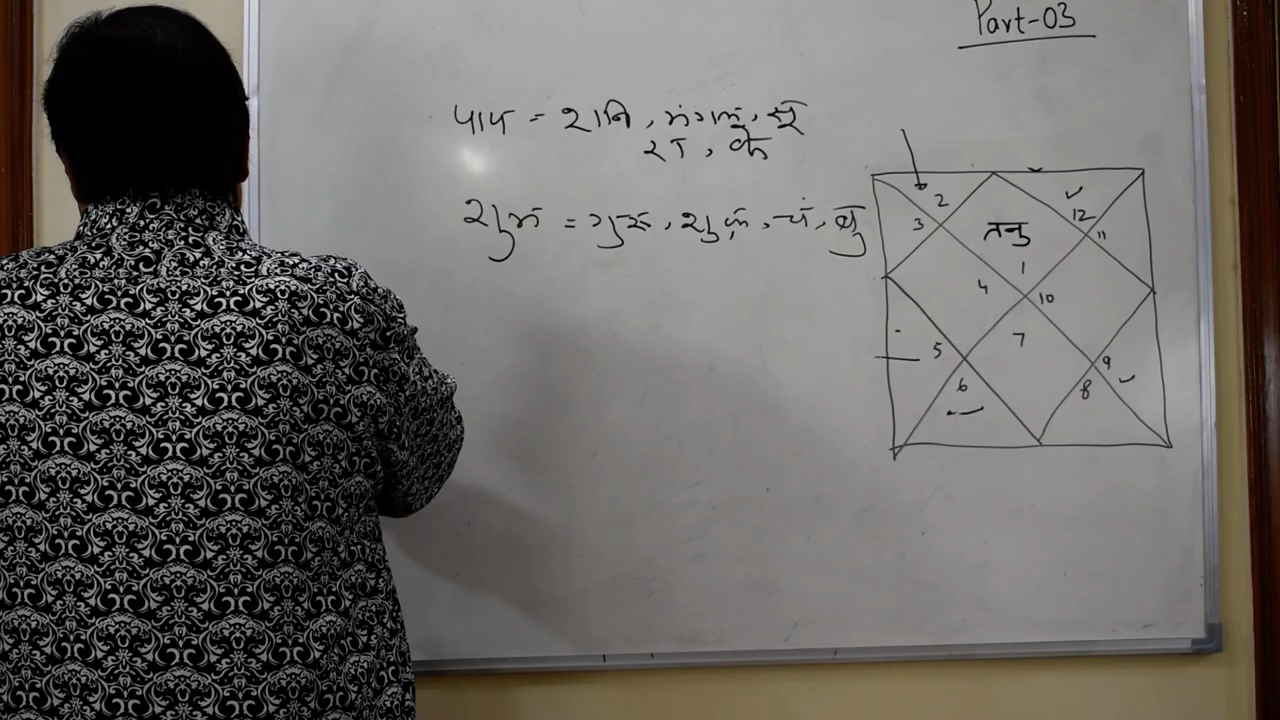 Part-03
पाप = शनि, मंगल, सू
रा, के
शुभ = गुरू, शुक्र, चं, बु
2
12
3
तनु
11
1
4
10
7
5
9
6
8